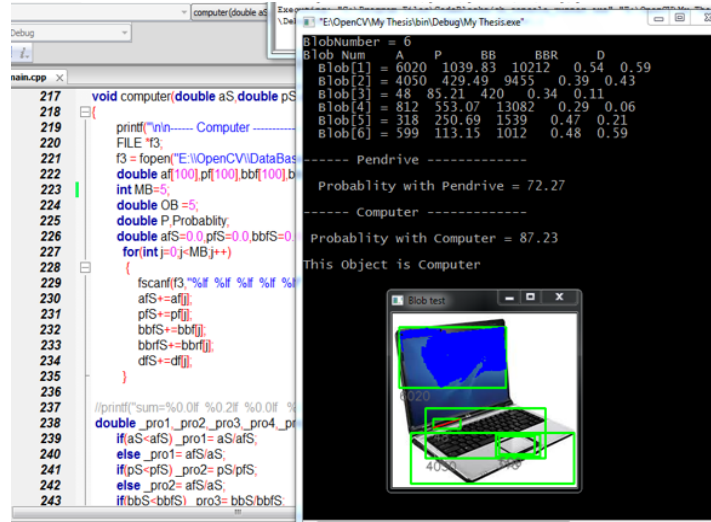 computer(double aS
Debug
main.cpp ×
217 void computer(double aS,double pS
218 {
219 printf("\n\n------ Computer ----------
220 FILE *f3;
221 f3 = fopen("E:\\OpenCV\\DataBas
222 double af[100],pf[100],bbf[100],b
223 int MB=5;
224 double OB =5;
225 double P,Probablity;
226 double afS=0.0,pfS=0.0,bbfS=0.
227 for(int j=0;j<MB;j++)
228 {
229 fscanf(f3,"%lf %lf %lf %lf %l
230 afS+=af[j];
231 pfS+=pf[j];
232 bbfS+=bbf[j];
233 bbrfS+=bbrf[j];
234 dfS+=df[j];
235 }
236
237 //printf("sum=%0.0lf %0.2lf %0.0lf %
238 double _pro1,_pro2,_pro3,_pro4,_pr
239 if(aS<afS) _pro1= aS/afS;
240 else _pro1= afS/aS;
241 if(pS<pfS) _pro2= pS/pfS;
242 else _pro2= afS/aS;
243 if(bbS<bbfS) _pro3= bbS/bbfS;
"E:\OpenCV\My Thesis\bin\Debug\My Thesis.exe"
BlobNumber = 6
Blob Num A P BB BBR D
Blob[1] = 6020 1039.83 10212 0.54 0.59
Blob[2] = 4050 429.49 9455 0.39 0.43
Blob[3] = 48 85.21 420 0.34 0.11
Blob[4] = 812 553.07 13082 0.29 0.06
Blob[5] = 318 250.69 1539 0.47 0.21
Blob[6] = 599 113.15 1012 0.48 0.59
------ Pendrive -------------
Probablity with Pendrive = 72.27
------ Computer -------------
Probablity with Computer = 87.23
This Object is Computer
Blob test
6020
48
4050